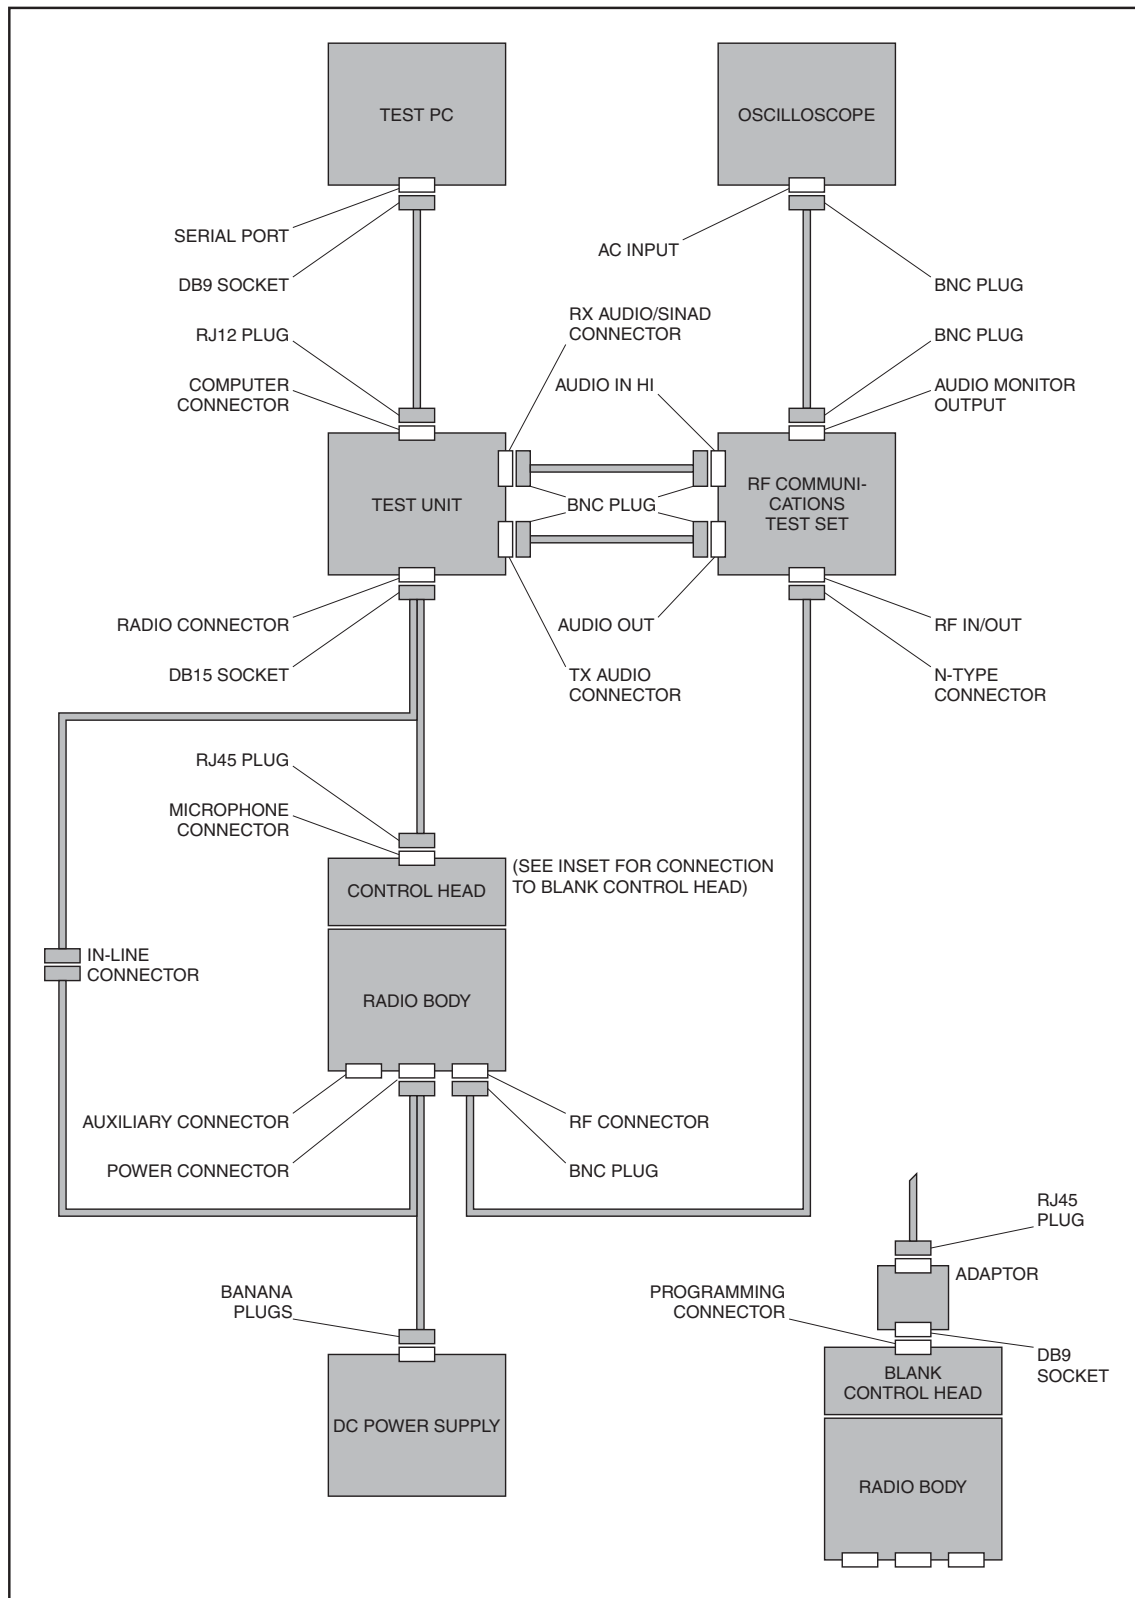 TEST PC
OSCILLOSCOPE
SERIAL PORT
DB9 SOCKET
AC INPUT
BNC PLUG
RJ12 PLUG
COMPUTER
CONNECTOR
RX AUDIO/SINAD
CONNECTOR
AUDIO IN HI
BNC PLUG
AUDIO MONITOR
OUTPUT
TEST UNIT
BNC PLUG
RF COMMUNI-
CATIONS
TEST SET
RADIO CONNECTOR
DB15 SOCKET
AUDIO OUT
TX AUDIO
CONNECTOR
RF IN/OUT
N-TYPE
CONNECTOR
RJ45 PLUG
MICROPHONE
CONNECTOR
CONTROL HEAD
(SEE INSET FOR CONNECTION
TO BLANK CONTROL HEAD)
IN-LINE
CONNECTOR
RADIO BODY
AUXILIARY CONNECTOR
POWER CONNECTOR
RF CONNECTOR
BNC PLUG
BANANA
PLUGS
DC POWER SUPPLY
RJ45
PLUG
ADAPTOR
PROGRAMMING
CONNECTOR
DB9
SOCKET
BLANK
CONTROL HEAD
RADIO BODY